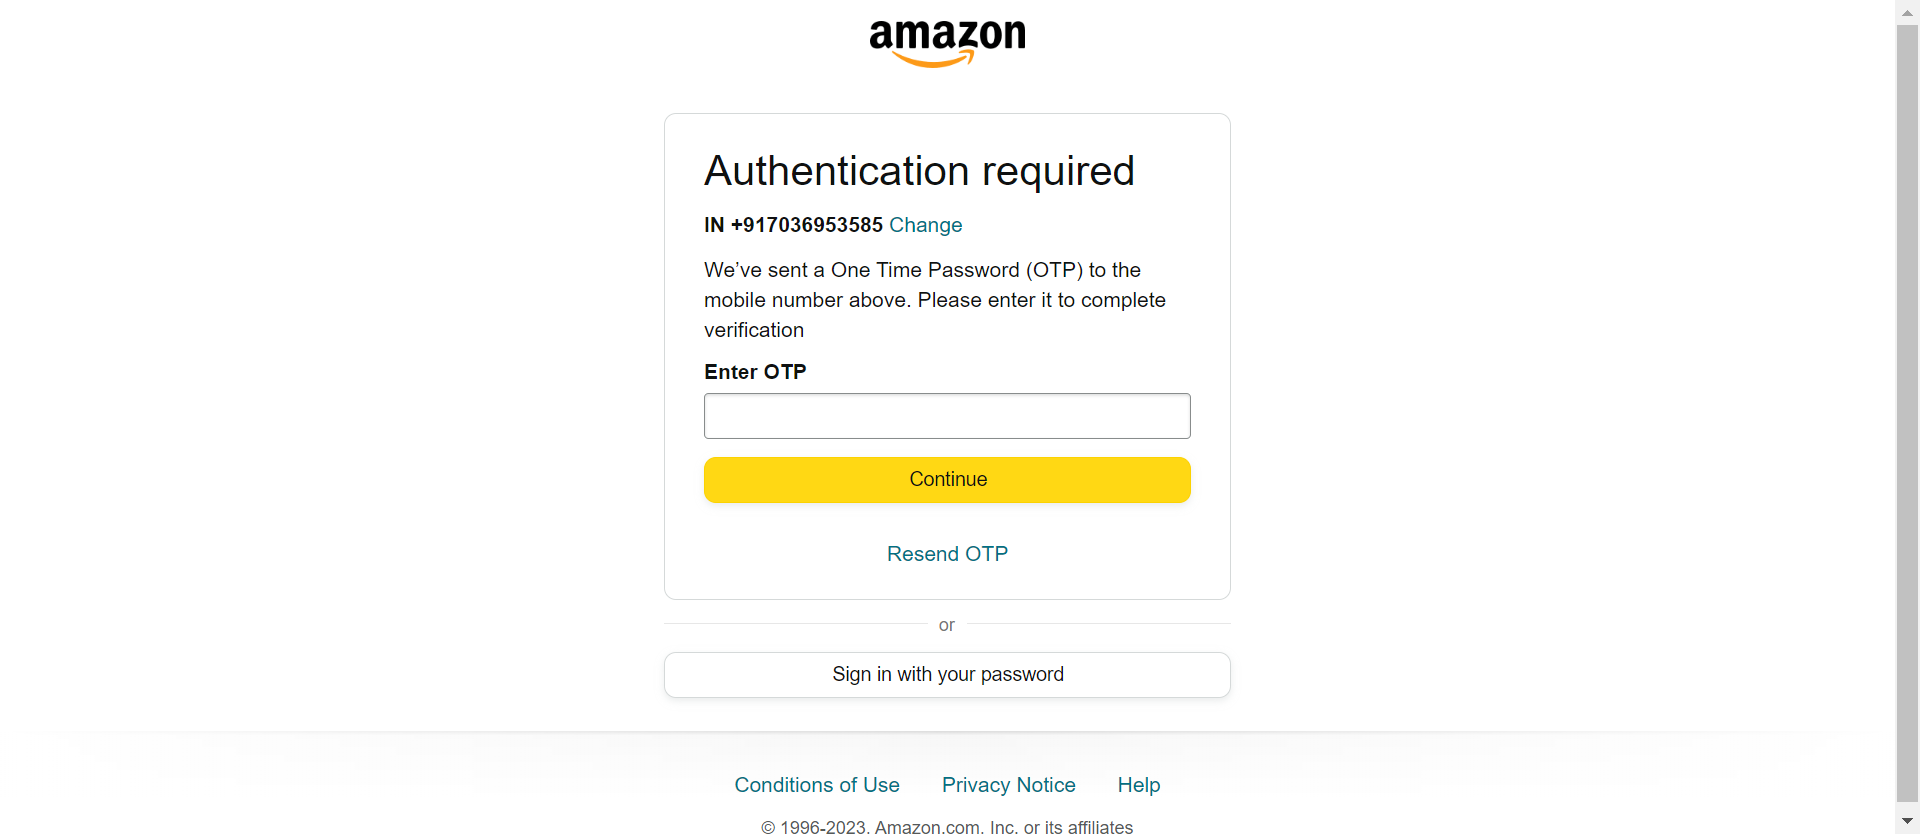 amazon
Authentication required
IN +917036953585 Change
We’ve sent a One Time Password (OTP) to the
mobile number above. Please enter it to complete
verification
Enter OTP
Continue
Resend OTP
or
Sign in with your password
Conditions of Use Privacy Notice Help
© 1996-2023, Amazon.com, Inc. or its affiliates